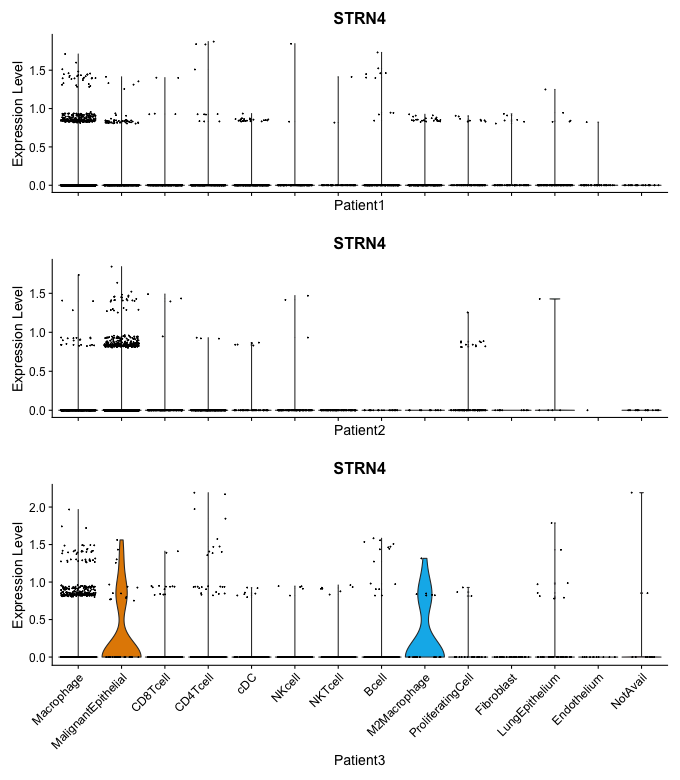 STRN4
Expression Level
1.5
1.0
0.5
0.0
Patient1
STRN4
Expression Level
1.5
1.0
0.5
0.0
Patient2
STRN4
Expression Level
2.0
1.5
1.0
0.5
0.0
Macrophage
MalignantEpithelial
CD8Tcell
CD4Tcell
cDC
NKcell
NKTcell
Bcell
M2Macrophage
ProliferatingCell
Fibroblast
LungEpithelium
Endothelium
NotAvail
Patient3